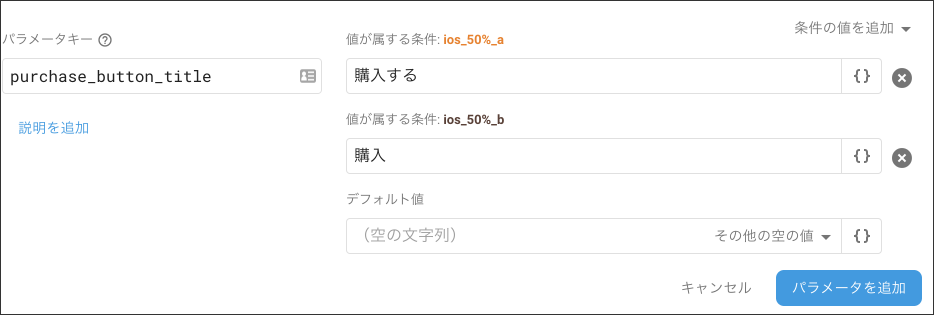 条件の値を追加
パラメータキー
値が属する条件: ios_50%_a
purchase_button_title
購入する
{}
説明を追加
値が属する条件: ios_50%_b
購入
{}
デフォルト値
（空の文字列）
その他の空の値
{}
キャンセル
パラメータを追加